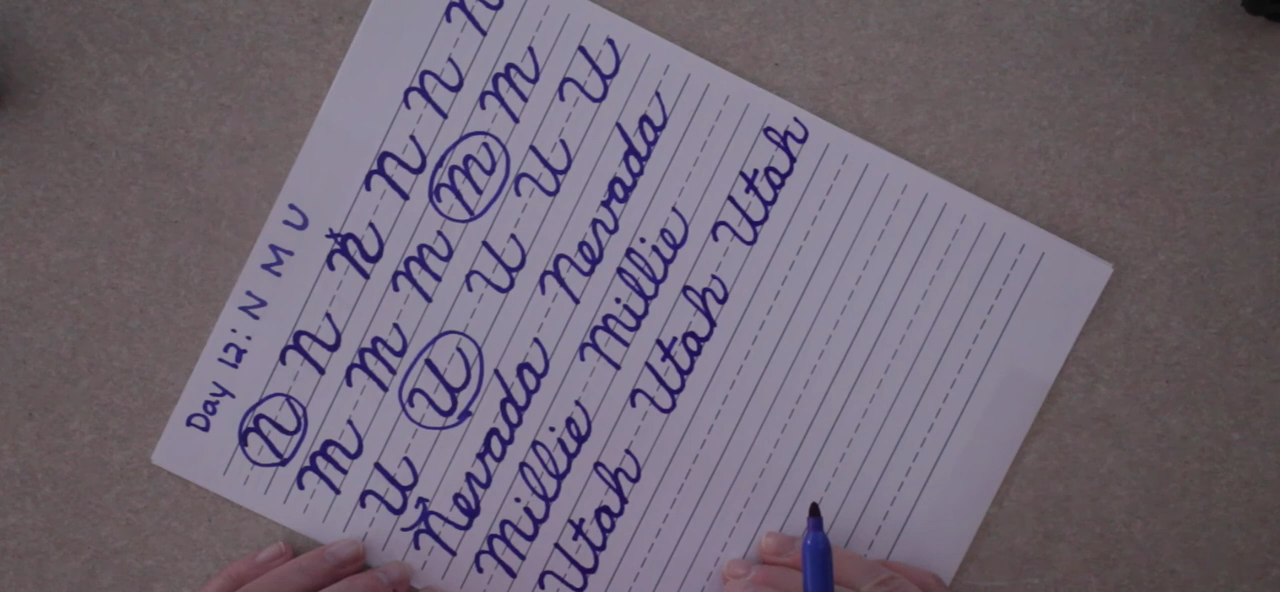 Day 12: N M U
N N N N N N
M M M M M
U U U U U
Nevada Nevada
Millie Millie
Utah Utah Utah